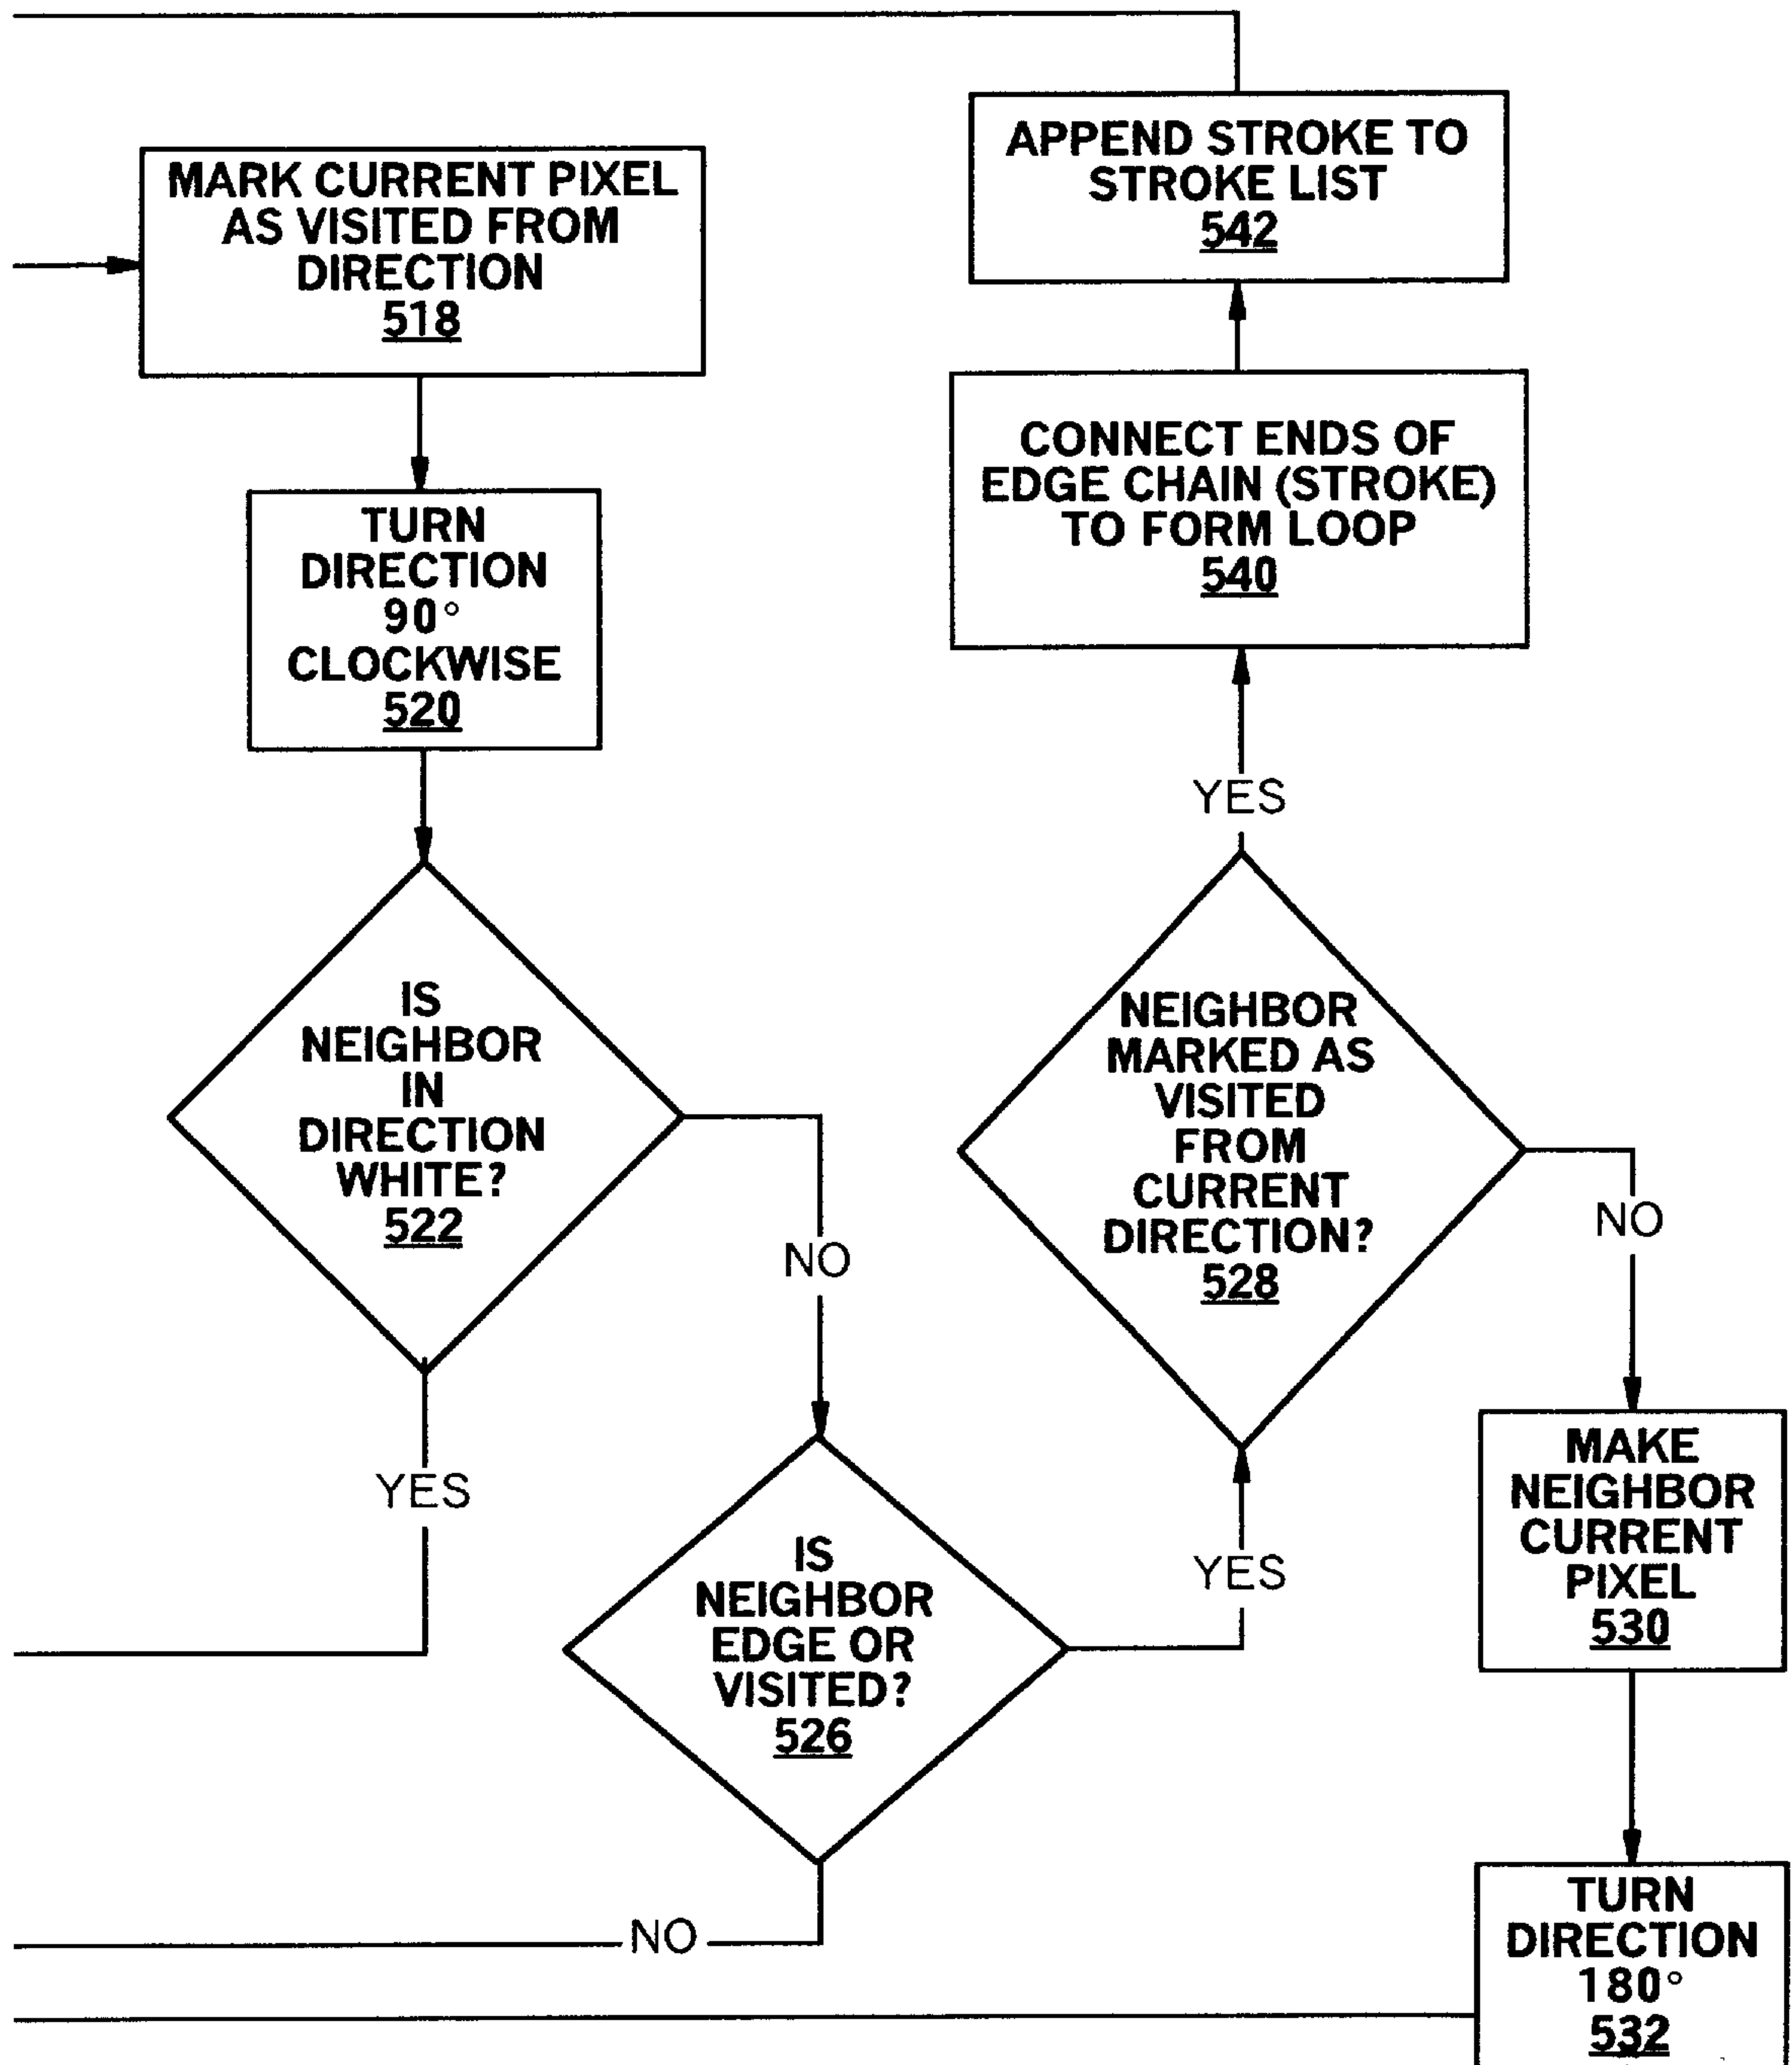 MARK CURRENT PIXEL
AS VISITED FROM
DIRECTION
518
TURN
DIRECTION
90°
CLOCKWISE
520
IS
NEIGHBOR
IN
DIRECTION
WHITE?
522
YES
NO
IS
NEIGHBOR
EDGE OR
VISITED?
526
NO
YES
NEIGHBOR
MARKED AS
VISITED
FROM
CURRENT
DIRECTION?
528
YES
CONNECT ENDS OF
EDGE CHAIN (STROKE)
TO FORM LOOP
540
APPEND STROKE TO
STROKE LIST
542
NO
MAKE
NEIGHBOR
CURRENT
PIXEL
530
TURN
DIRECTION
180°
532